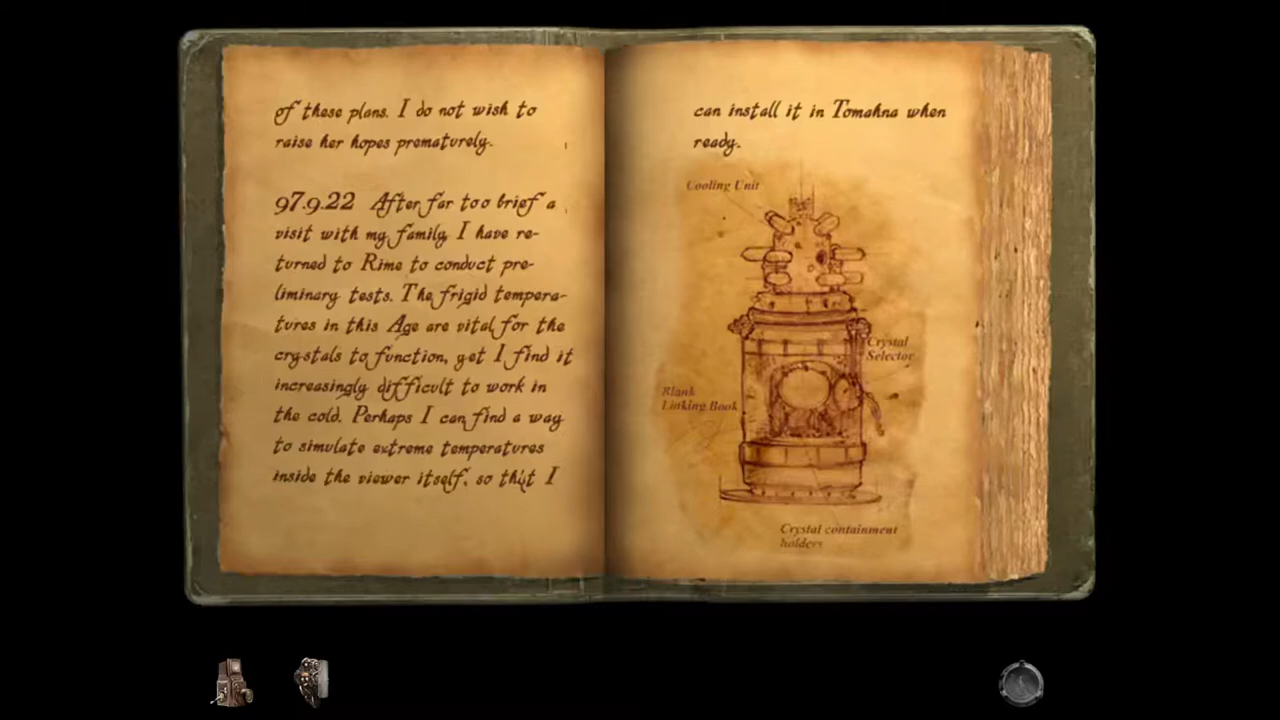 of these plans. I do not wish to
raise her hopes prematurely.
97.9.22 After far too brief a
visit with my family, I have re-
turned to Rime to conduct pre-
liminary tests. The frigid tempera-
tures in this Age are vital for the
crystals to function, yet I find it
increasingly difficult to work in
the cold. Perhaps I can find a way
to simulate extreme temperatures
inside the viewer itself, so that I
can install it in Tomahna when
ready.
Cooling Unit
Crystal
Selector
Blank
Linking Book
Crystal containment
holders